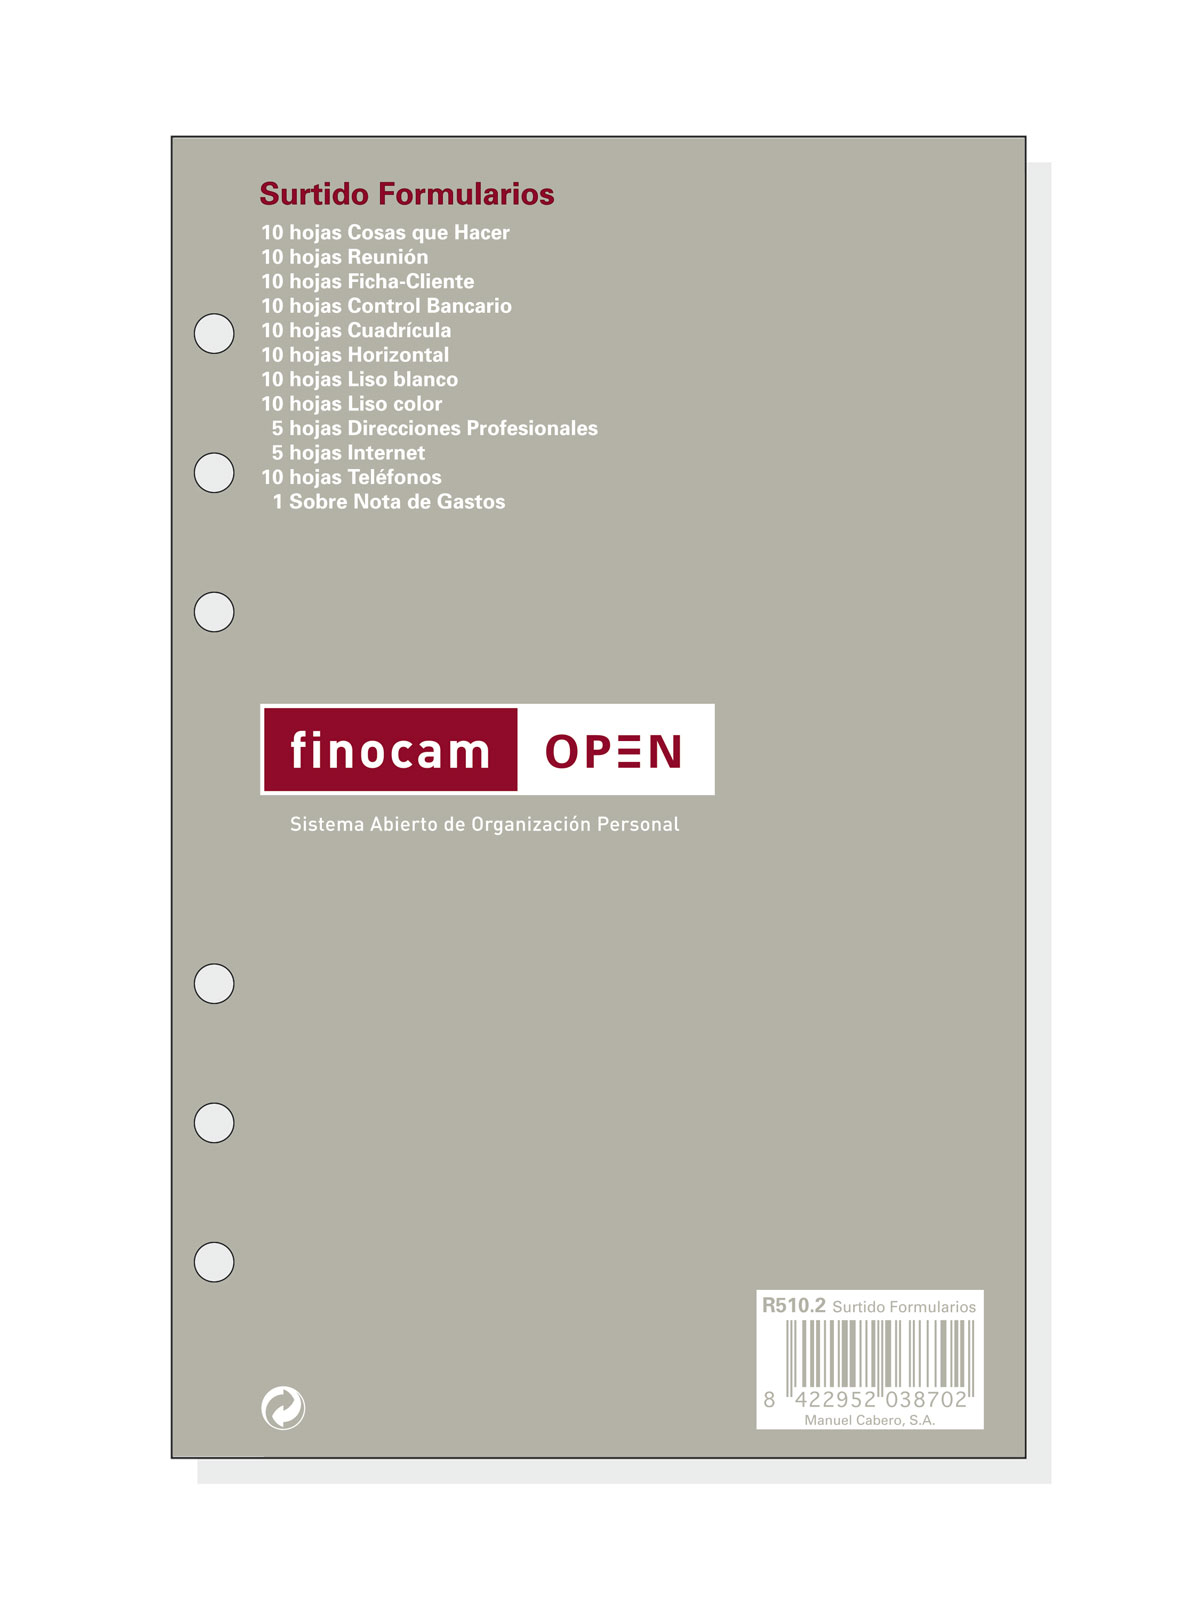 Surtido Formularios
10 hojas Cosas que Hacer
10 hojas Reunión
10 hojas Ficha-Cliente
10 hojas Control Bancario
10 hojas Cuadrícula
10 hojas Horizontal
10 hojas Liso blanco
10 hojas Liso color
5 hojas Direcciones Profesionales
5 hojas Internet
10 hojas Teléfonos
1 Sobre Nota de Gastos
finocam OPEN
Sistema Abierto de Organización Personal
R510.2 Surtido Formularios
8 422952 038702
Manuel Cabero, S.A.